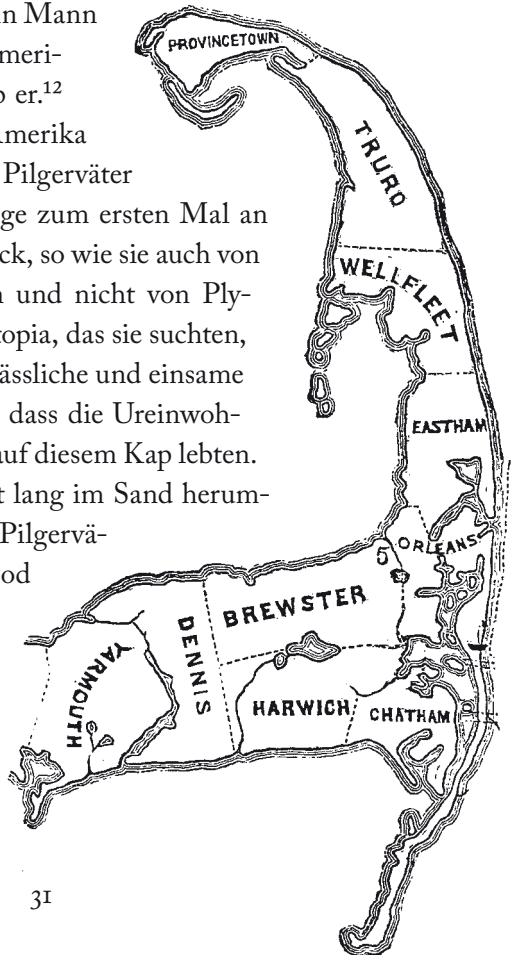 in Mann
meri-
er.¹²
Amerika
Pilgerväter
ge zum ersten Mal an
ck, so wie sie auch von
n und nicht von Ply-
topia, das sie suchten,
ässliche und einsame
dass die Ureinwoh-
auf diesem Kap lebten.
t lang im Sand herum-
Pilgervä-
od
PROVINCETOWN
TRURO
WELLFLEET
EASTHAM
ORLEANS
5
BREWSTER
DENNIS
YARMOUTH
HARWICH
CHATHAM
31